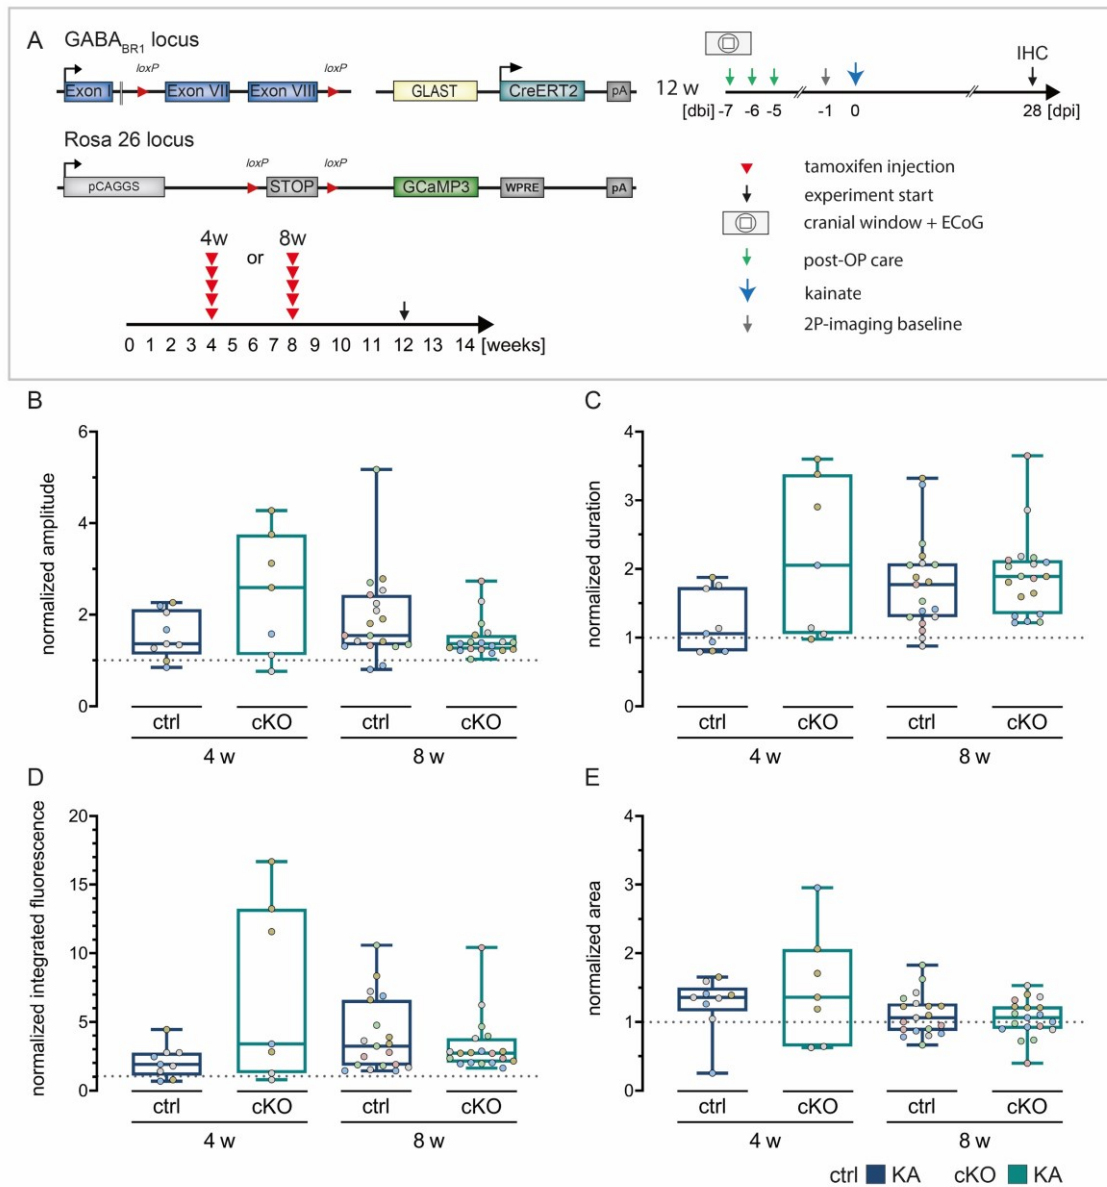 A
GABA_BR1 locus
loxP loxP
Exon I Exon VII Exon VIII GLAST CreERT2 pA
Rosa 26 locus
loxP loxP
pCAGGS STOP GCaMP3 WPRE pA
4w or 8w
0 1 2 3 4 5 6 7 8 9 10 11 12 13 14 [weeks]
IHC
12 w
[dbi] -7 -6 -5 -1 0 28 [dpi]
tamoxifen injection
experiment start
cranial window + ECoG
post-OP care
kainate
2P-imaging baseline
B
normalized amplitude
6
4
2
0
ctrl cKO ctrl cKO
4 w 8 w
C
normalized duration
4
3
2
1
0
ctrl cKO ctrl cKO
4 w 8 w
D
normalized integrated fluorescence
20
15
10
5
0
ctrl cKO ctrl cKO
4 w 8 w
E
normalized area
4
3
2
1
0
ctrl cKO ctrl cKO
4 w 8 w
ctrl KA cKO KA